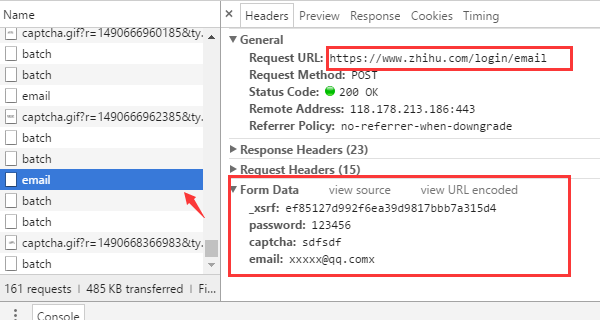 Name
captcha.gif?r=1490666960185&ty.
batch
batch
email
captcha.gif?r=1490666962385&ty.
batch
batch
email
batch
batch
captcha.gif?r=1490668366983&ty.
batch
161 requests | 485 KB transferred | Fi...
Headers Preview Response Cookies Timing
General
Request URL: https://www.zhihu.com/login/email
Request Method: POST
Status Code: 200 OK
Remote Address: 118.178.213.186:443
Referrer Policy: no-referrer-when-downgrade
Response Headers (23)
Request Headers (15)
Form Data view source view URL encoded
_xsrf: ef85127d992f6ea39d9817bbb7a315d4
password: 123456
captcha: sdfsdf
email: xxxxx@qq.comx
Console